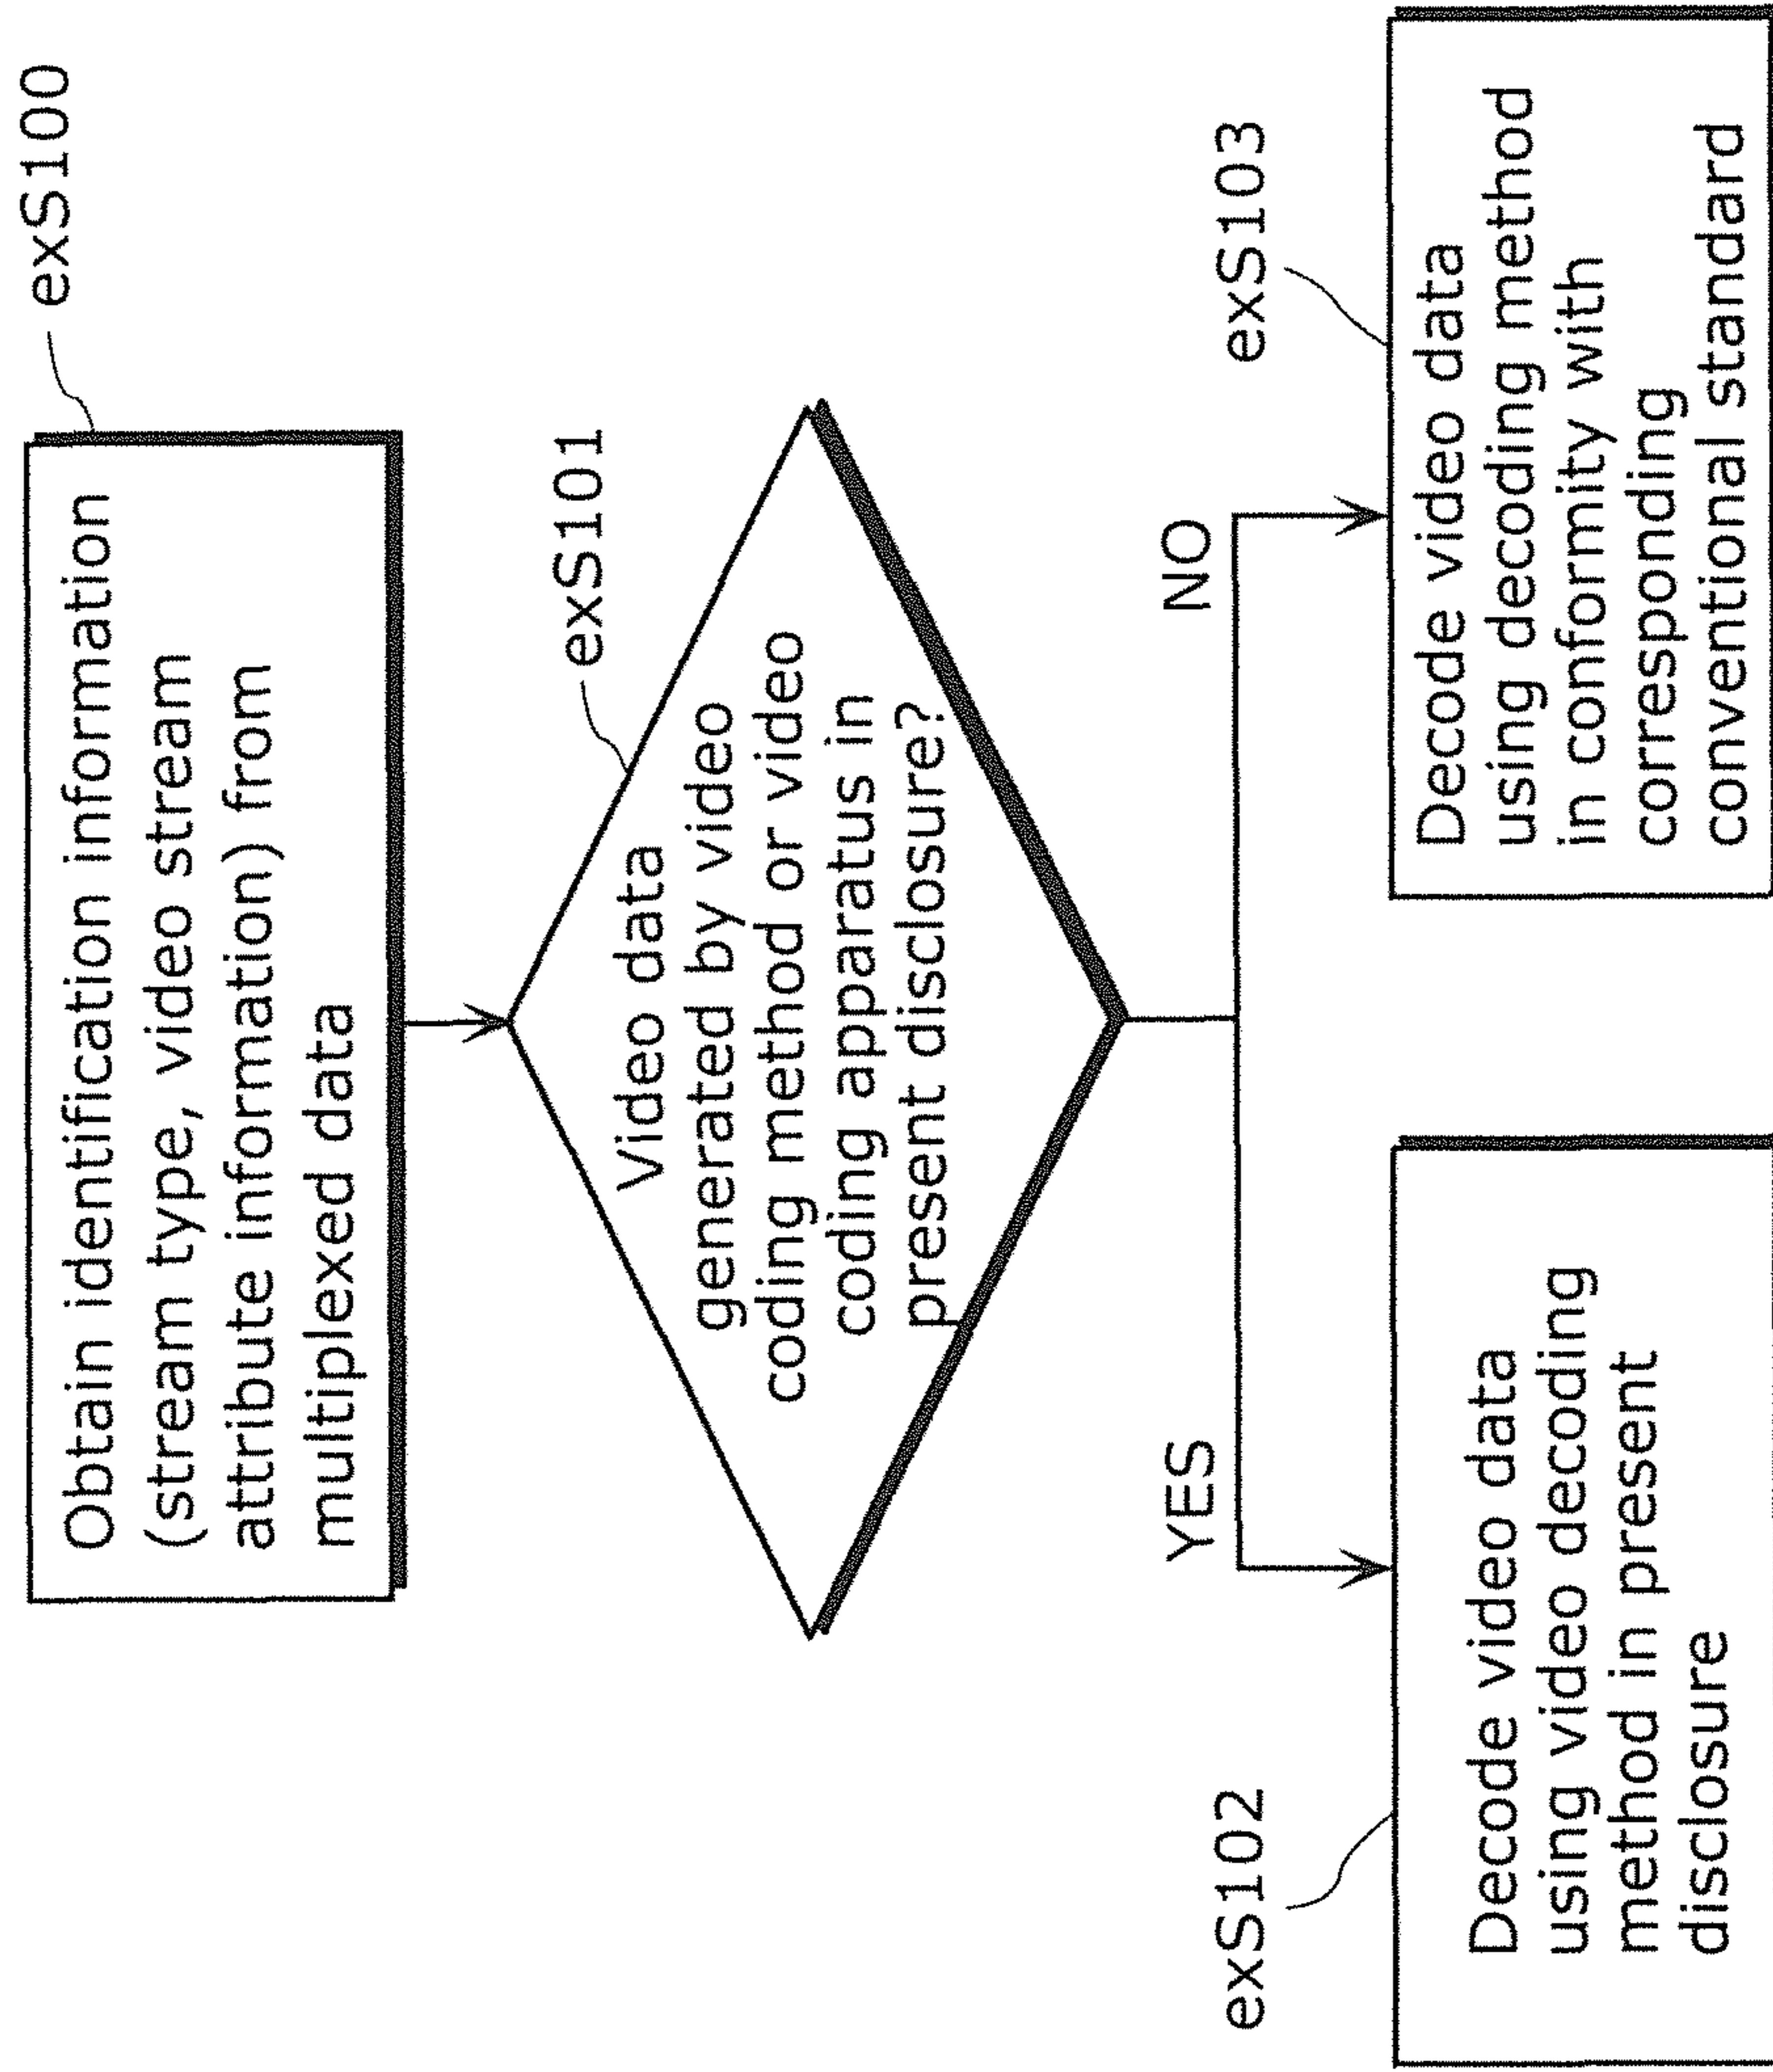 exS100
Obtain identification information
(stream type, video stream
attribute information) from
multiplexed data
exS101
Video data
generated by video
coding method or video
coding apparatus in
present disclosure?
YES
NO
exS102
Decode video data
using video decoding
method in present
disclosure
exS103
Decode video data
using decoding method
in conformity with
corresponding
conventional standard